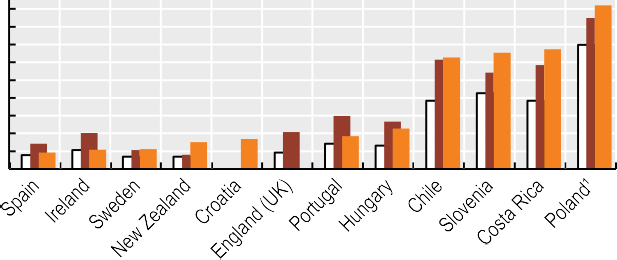 Spain
Ireland
Sweden
New Zealand
Croatia
England (UK)
Portugal
Hungary
Chile
Slovenia
Costa Rica
Poland¹